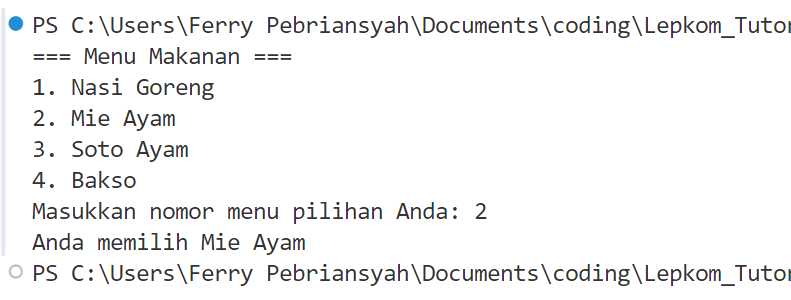 PS C:\Users\Ferry Pebriansyah\Documents\coding\Lepkom_Tutor
=== Menu Makanan ===
1. Nasi Goreng
2. Mie Ayam
3. Soto Ayam
4. Bakso
Masukkan nomor menu pilihan Anda: 2
Anda memilih Mie Ayam
PS C:\Users\Ferry Pebriansyah\Documents\coding\Lepkom_Tutor